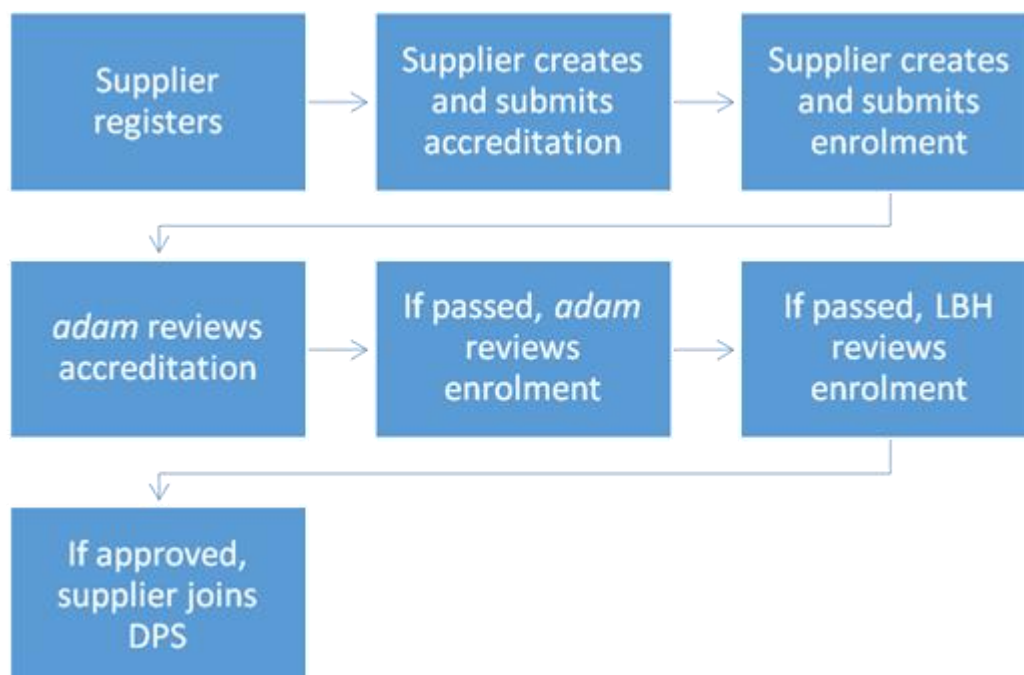 Supplier
registers
Supplier creates
and submits
accreditation
Supplier creates
and submits
enrolment
adam reviews
accreditation
If passed, adam
reviews
enrolment
If passed, LBH
reviews
enrolment
If approved,
supplier joins
DPS